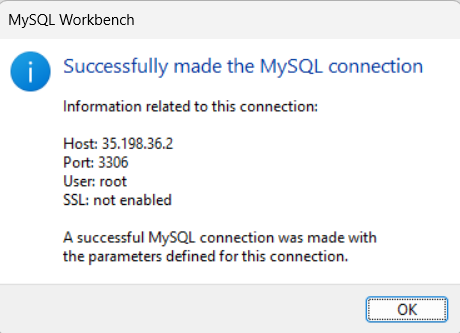 MySQL Workbench
Successfully made the MySQL connection
Information related to this connection:
Host: 35.198.36.2
Port: 3306
User: root
SSL: not enabled
A successful MySQL connection was made with
the parameters defined for this connection.
OK